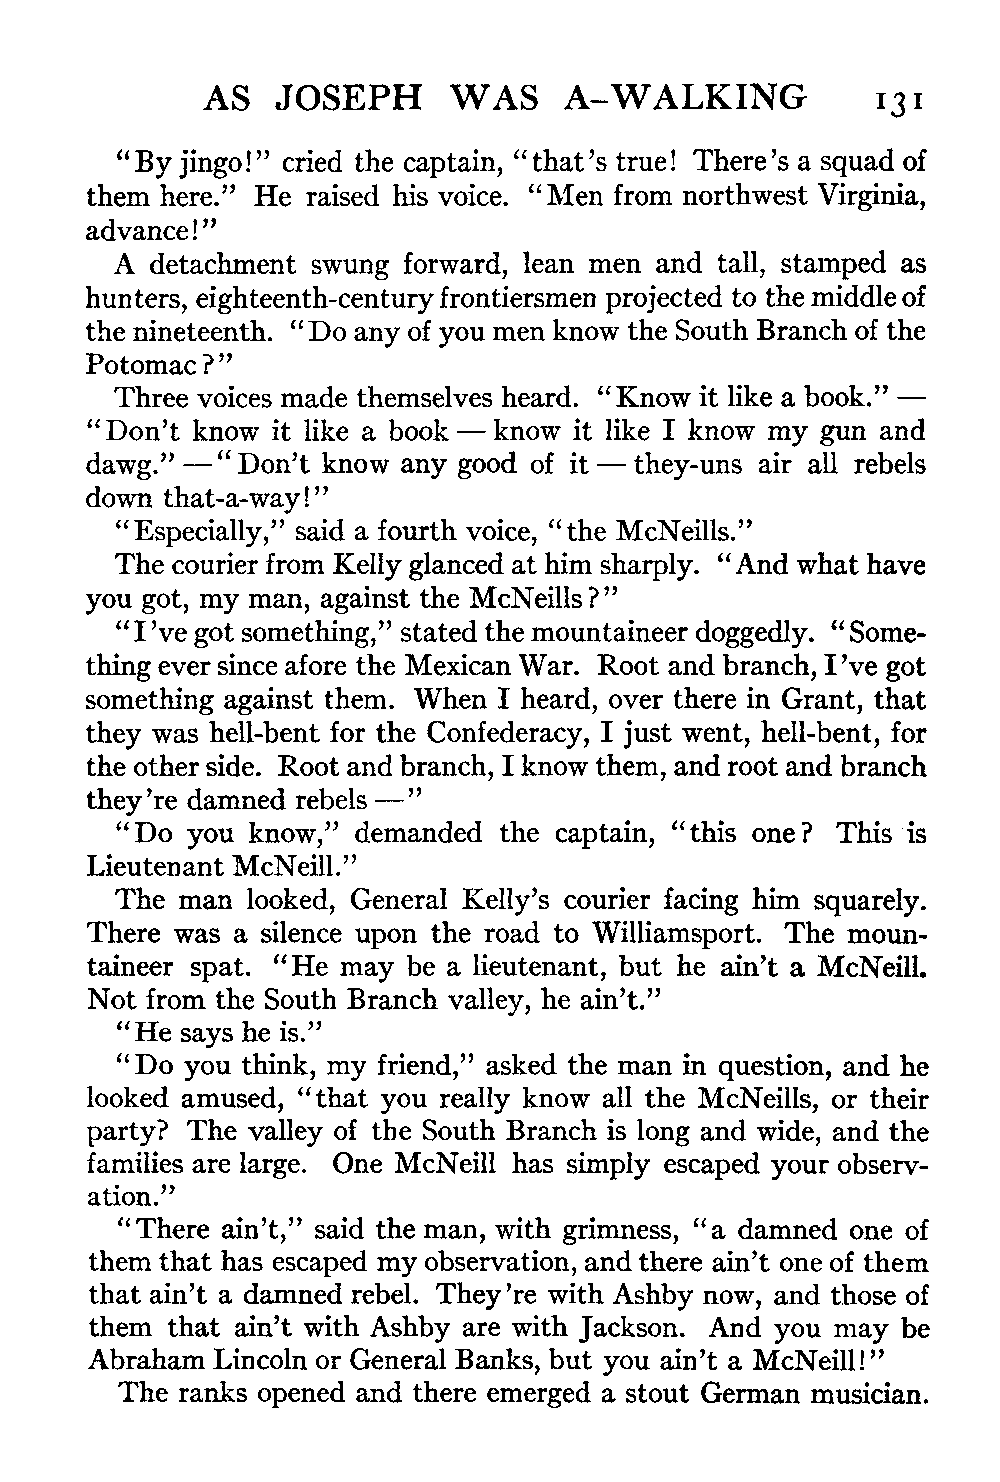 AS JOSEPH WAS A-WALKING 131
"By jingo!" cried the captain, "that's true! There's a squad of
them here." He raised his voice. "Men from northwest Virginia,
advance!"
A detachment swung forward, lean men and tall, stamped as
hunters, eighteenth-century frontiersmen projected to the middle of
the nineteenth. "Do any of you men know the South Branch of the
Potomac?"
Three voices made themselves heard. "Know it like a book." —
"Don't know it like a book — know it like I know my gun and
dawg." — "Don't know any good of it — they-uns air all rebels
down that-a-way!"
"Especially," said a fourth voice, "the McNeills."
The courier from Kelly glanced at him sharply. "And what have
you got, my man, against the McNeills?"
"I've got something," stated the mountaineer doggedly. "Some-
thing ever since afore the Mexican War. Root and branch, I've got
something against them. When I heard, over there in Grant, that
they was hell-bent for the Confederacy, I just went, hell-bent, for
the other side. Root and branch, I know them, and root and branch
they're damned rebels —"
"Do you know," demanded the captain, "this one? This is
Lieutenant McNeill."
The man looked, General Kelly's courier facing him squarely.
There was a silence upon the road to Williamsport. The moun-
taineer spat. "He may be a lieutenant, but he ain't a McNeill.
Not from the South Branch valley, he ain't."
"He says he is."
"Do you think, my friend," asked the man in question, and he
looked amused, "that you really know all the McNeills, or their
party? The valley of the South Branch is long and wide, and the
families are large. One McNeill has simply escaped your observ-
ation."
"There ain't," said the man, with grimness, "a damned one of
them that has escaped my observation, and there ain't one of them
that ain't a damned rebel. They're with Ashby now, and those of
them that ain't with Ashby are with Jackson. And you may be
Abraham Lincoln or General Banks, but you ain't a McNeill!"
The ranks opened and there emerged a stout German musician.